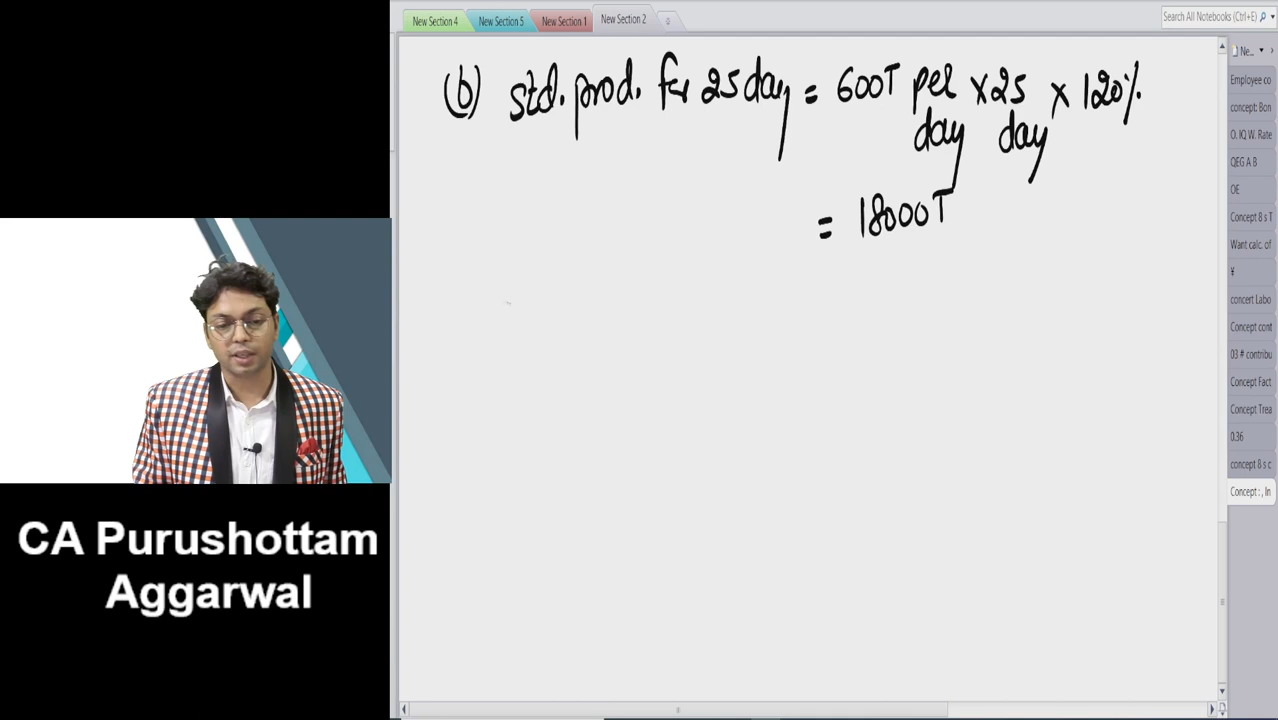 New Section 4
New Section 5
New Section 1
New Section 2
Search All Notebooks (Ctrl+E)
Ne...
(b) std. prod. for 25 day = 600T per day × 25 day × 120%
= 18000T
Employee co
concept: Bon
O. IQ W. Rate
QEG A B
OE
Concept 8 s T
Want calc. of
¥
concert Labo
Concept cont
03 # contribu
Concept Fact
Concept Trea
0.36
concept 8 s c
Concept : , In
CA Purushottam
Aggarwal